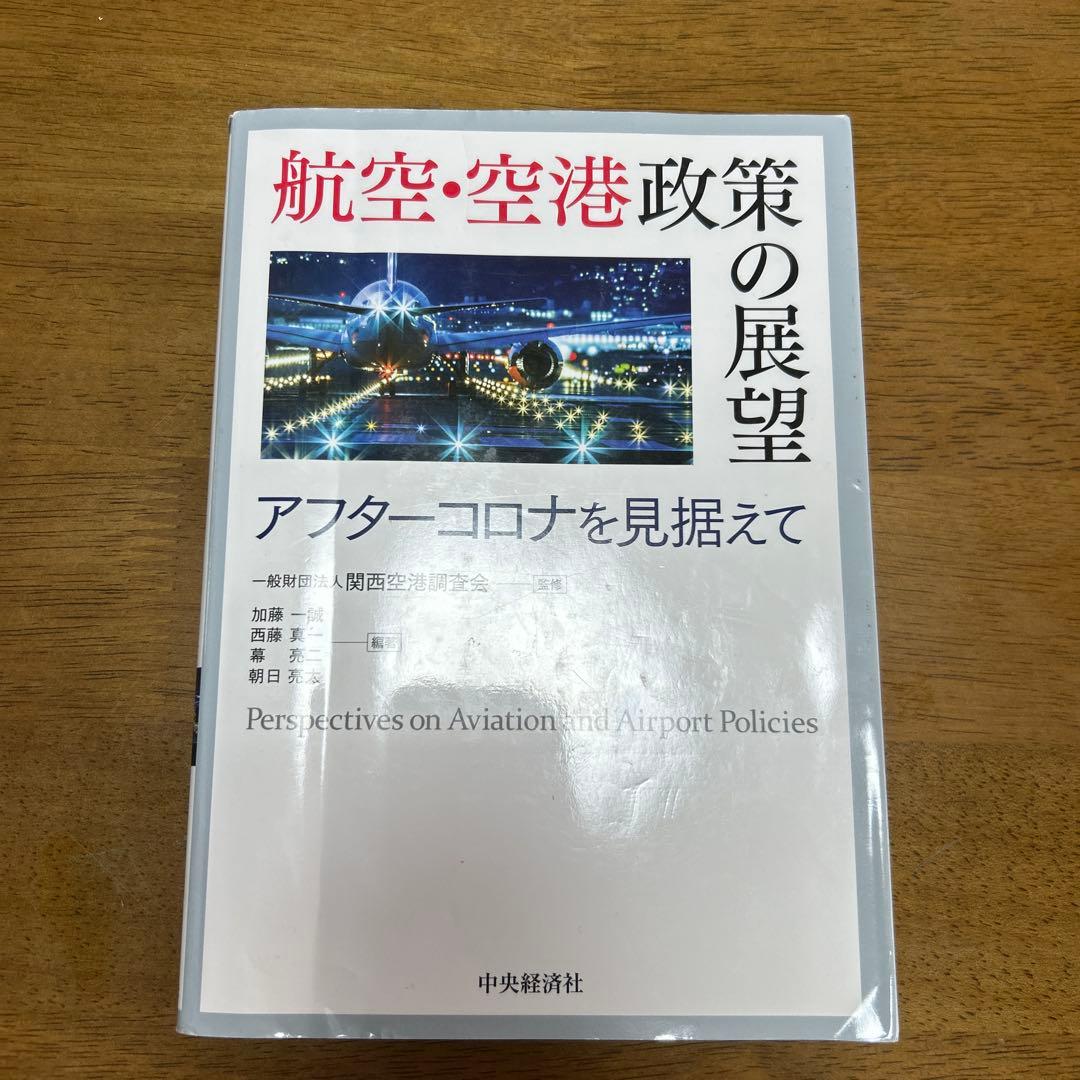 航空・空港政策の展望
アフターコロナを見据えて
一般財団法人 関西空港調査会 監修
加藤 一誠
西藤 真一
幕 亮二
朝日 亮太
編著
Perspectives on Aviation and Airport Policies
中央経済社